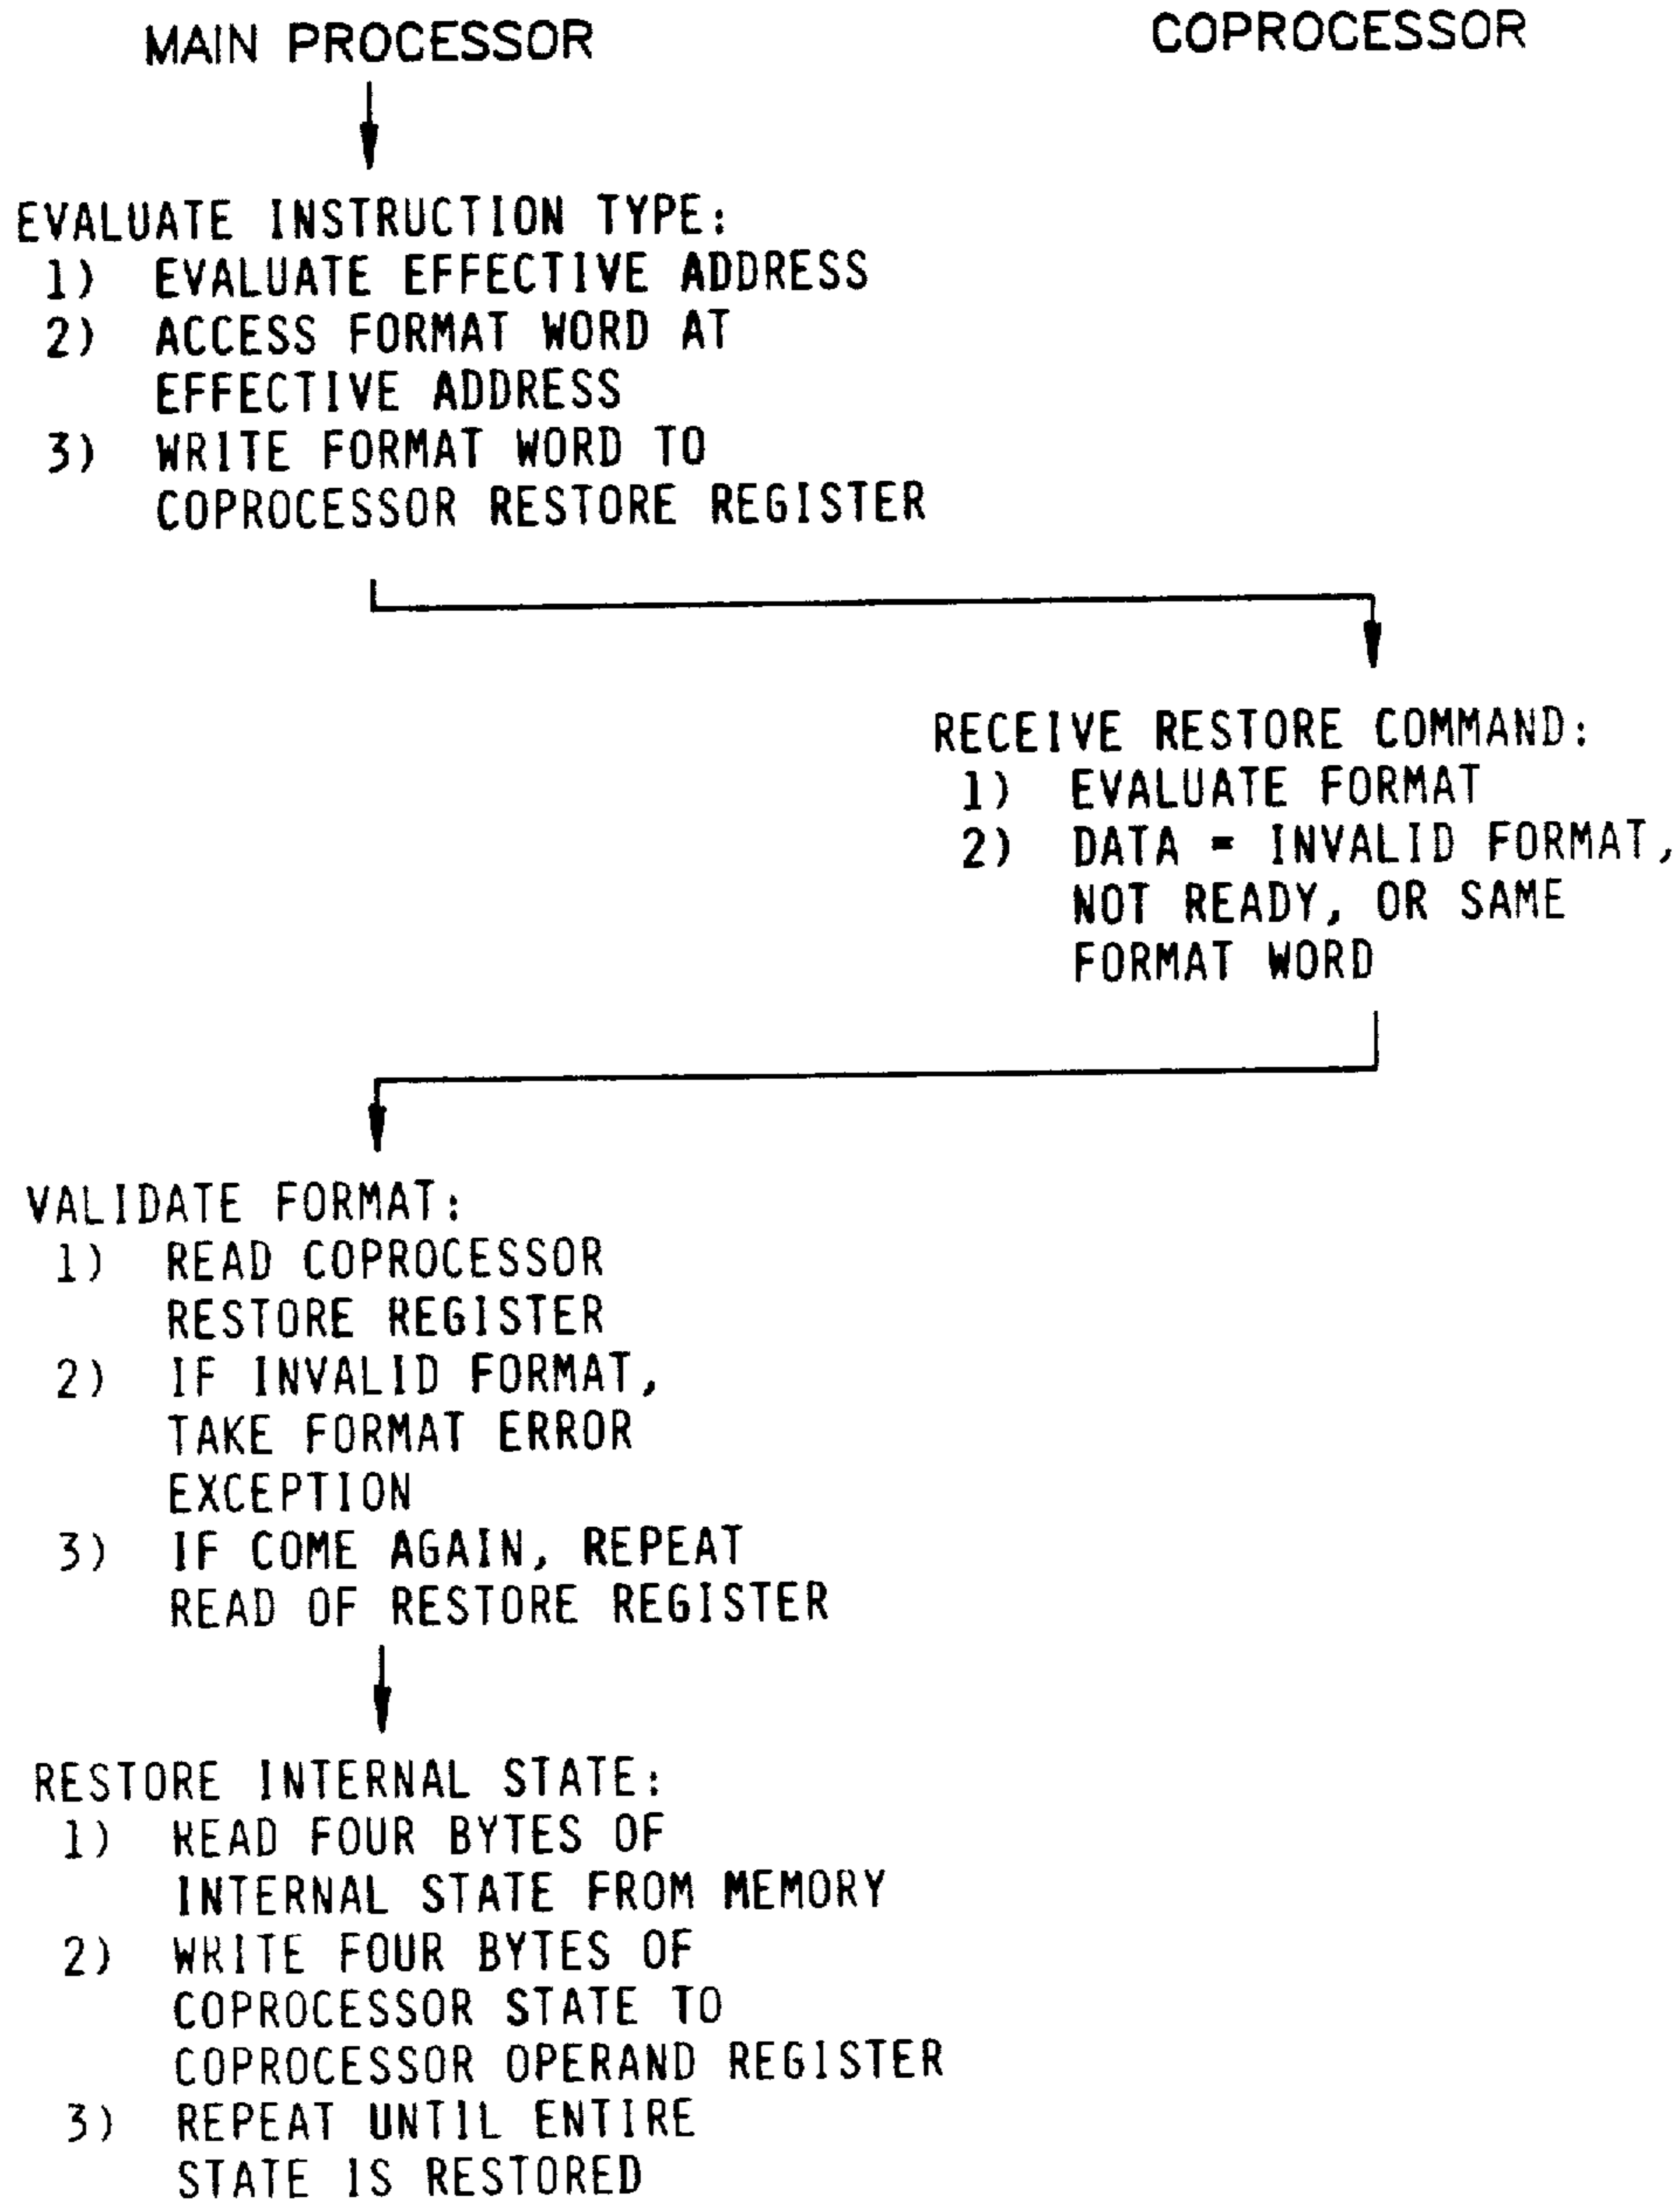 MAIN PROCESSOR
COPROCESSOR
EVALUATE INSTRUCTION TYPE:
1) EVALUATE EFFECTIVE ADDRESS
2) ACCESS FORMAT WORD AT
EFFECTIVE ADDRESS
3) WRITE FORMAT WORD TO
COPROCESSOR RESTORE REGISTER
RECEIVE RESTORE COMMAND:
1) EVALUATE FORMAT
2) DATA = INVALID FORMAT,
NOT READY, OR SAME
FORMAT WORD
VALIDATE FORMAT:
1) READ COPROCESSOR
RESTORE REGISTER
2) IF INVALID FORMAT,
TAKE FORMAT ERROR
EXCEPTION
3) IF COME AGAIN, REPEAT
READ OF RESTORE REGISTER
RESTORE INTERNAL STATE:
1) READ FOUR BYTES OF
INTERNAL STATE FROM MEMORY
2) WRITE FOUR BYTES OF
COPROCESSOR STATE TO
COPROCESSOR OPERAND REGISTER
3) REPEAT UNTIL ENTIRE
STATE IS RESTORED